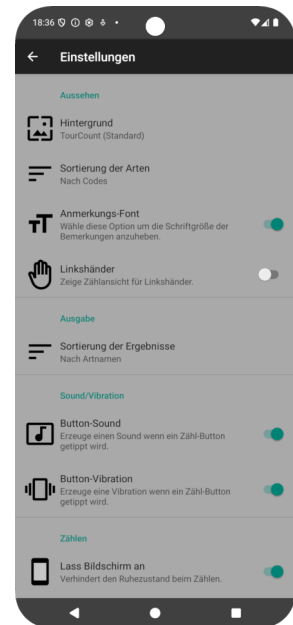 18:36
Einstellungen
Aussehen
Hintergrund
TourCount (Standard)
Sortierung der Arten
Nach Codes
Anmerkungs-Font
Wähle diese Option um die Schriftgröße der
Bemerkungen anzuheben.
Linkshänder
Zeige Zählansicht für Linkshänder.
Ausgabe
Sortierung der Ergebnisse
Nach Artnamen
Sound/Vibration
Button-Sound
Erzeuge einen Sound wenn ein Zähl-Button
getippt wird.
Button-Vibration
Erzeuge eine Vibration wenn ein Zähl-Button
getippt wird.
Zählen
Lass Bildschirm an
Verhindert den Ruhezustand beim Zählen.